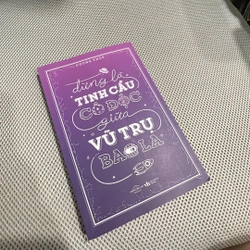 đừng là
TINH CẦU
CÔ ĐỘC
giữa
VŨ TRỤ
BAO LA